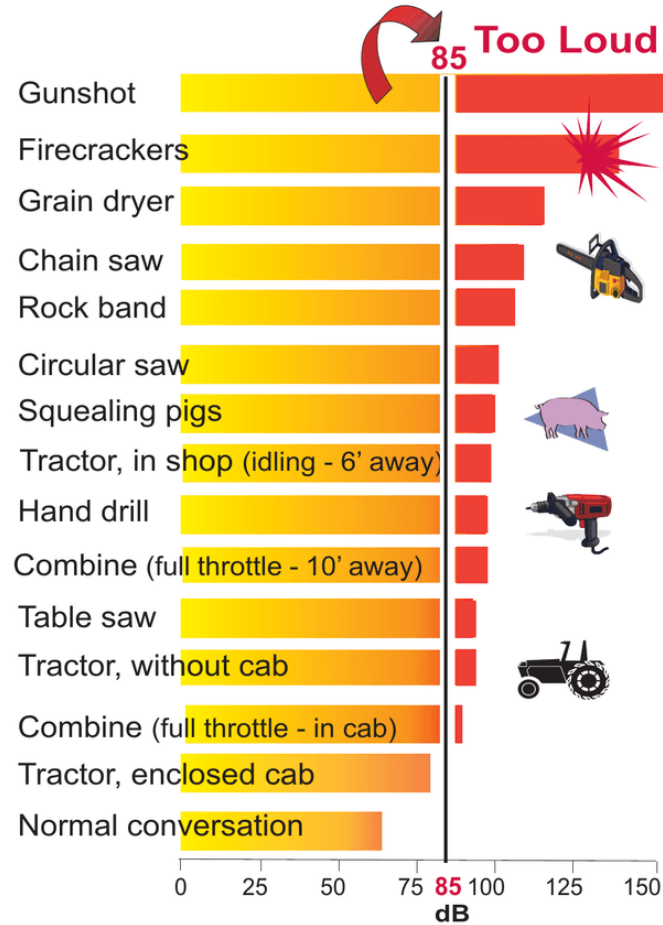 85 Too Loud
Gunshot
Firecrackers
Grain dryer
Chain saw
Rock band
Circular saw
Squealing pigs
Tractor, in shop (idling - 6’ away)
Hand drill
Combine (full throttle - 10’ away)
Table saw
Tractor, without cab
Combine (full throttle - in cab)
Tractor, enclosed cab
Normal conversation
0 25 50 75 85 100 125 150
dB